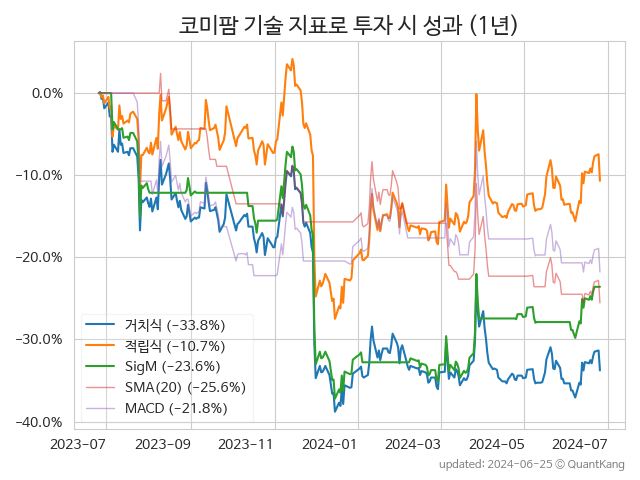 코미팜 기술 지표로 투자 시 성과 (1년)
0.0%
−10.0%
−20.0%
−30.0%
−40.0%
거치식 (−33.8%)
적립식 (−10.7%)
SigM (−23.6%)
SMA(20) (−25.6%)
MACD (−21.8%)
2023−07 2023−09 2023−11 2024−01 2024−03 2024−05 2024−07
updated: 2024−06−25 © QuantKang